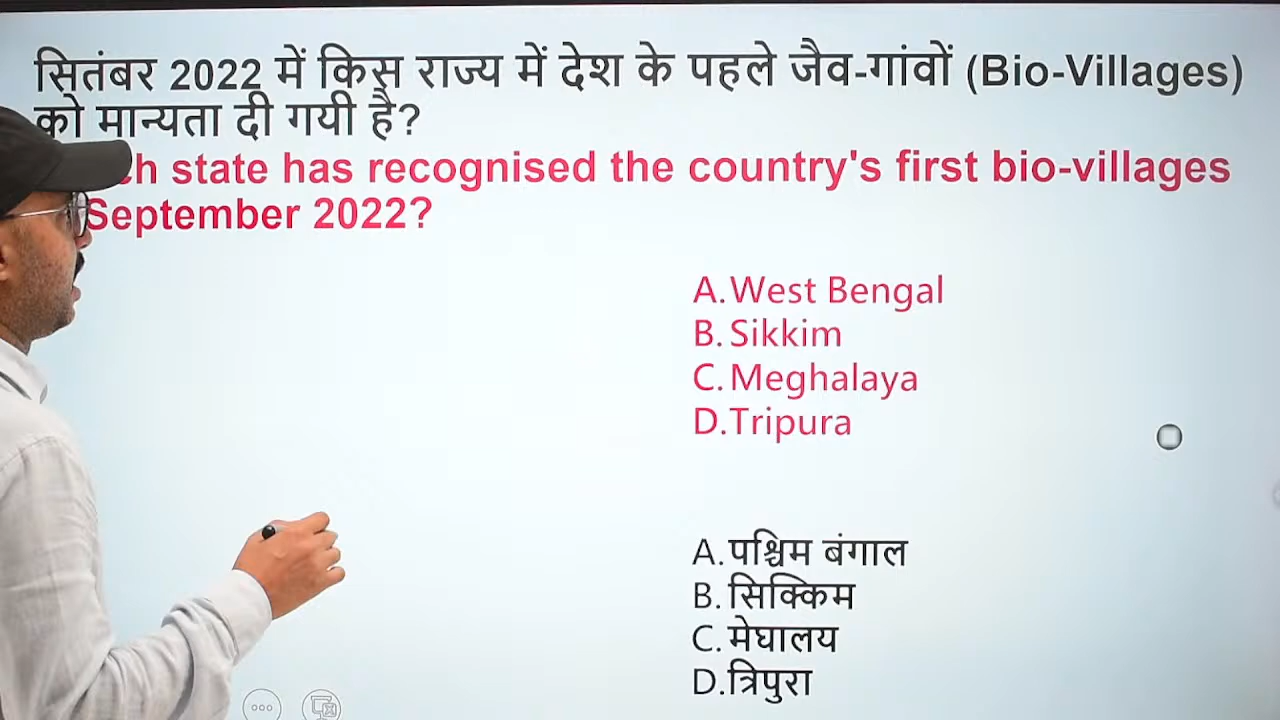 सितंबर 2022 में किस राज्य में देश के पहले जैव-गांवों (Bio-Villages)
को मान्यता दी गयी है?
state has recognised the country's first bio-villages
September 2022?
A.West Bengal
B. Sikkim
C. Meghalaya
D.Tripura
A.पश्चिम बंगाल
B. सिक्किम
C. मेघालय
D.त्रिपुरा